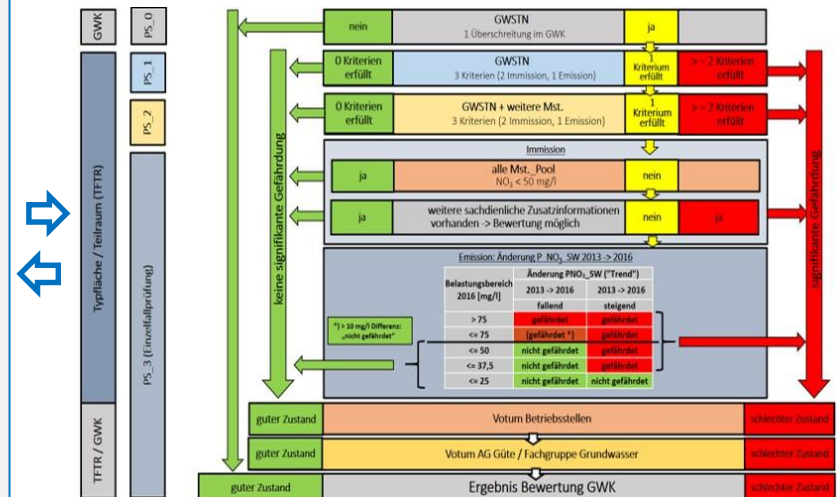 GWK
PS_0
nein
GWSTN
ja
1 Überschreitung im GWK
Typfläche / Teilraum (TFTR)
PS_1
0 Kriterien erfüllt
GWSTN
3 Kriterien (2 Immission, 1 Emission)
1 Kriterium erfüllt
> = 2 Kriterien erfüllt
PS_2
0 Kriterien erfüllt
GWSTN + weitere Mst.
3 Kriterien (2 Immission, 1 Emission)
1 Kriterium erfüllt
> = 2 Kriterien erfüllt
keine signifikante Gefährdung
signifikante Gefährdung
PS_3 (Einzelfallprüfung)
Immission
ja
alle Mst._Pool
NO₃ < 50 mg/l
nein
ja
weitere sachdienliche Zusatzinformationen
vorhanden -> Bewertung möglich
nein
ja
Emission: Änderung P_NO₃_SW 2013 -> 2016
Belastungsbereich 2016 [mg/l]
Änderung PNO₃_SW ("Trend")
2013 -> 2016 fallend
2013 -> 2016 steigend
> 75 gefährdet gefährdet
<= 75 (gefährdet *) gefährdet
<= 50 nicht gefährdet gefährdet
<= 37,5 nicht gefährdet gefährdet
<= 25 nicht gefährdet nicht gefährdet
*) > 10 mg/l Differenz:
„nicht gefährdet"
TFTR / GWK
guter Zustand
Votum Betriebsstellen
schlechter Zustand
guter Zustand
Votum AG Güte / Fachgruppe Grundwasser
schlechter Zustand
guter Zustand
Ergebnis Bewertung GWK
schlechter Zustand